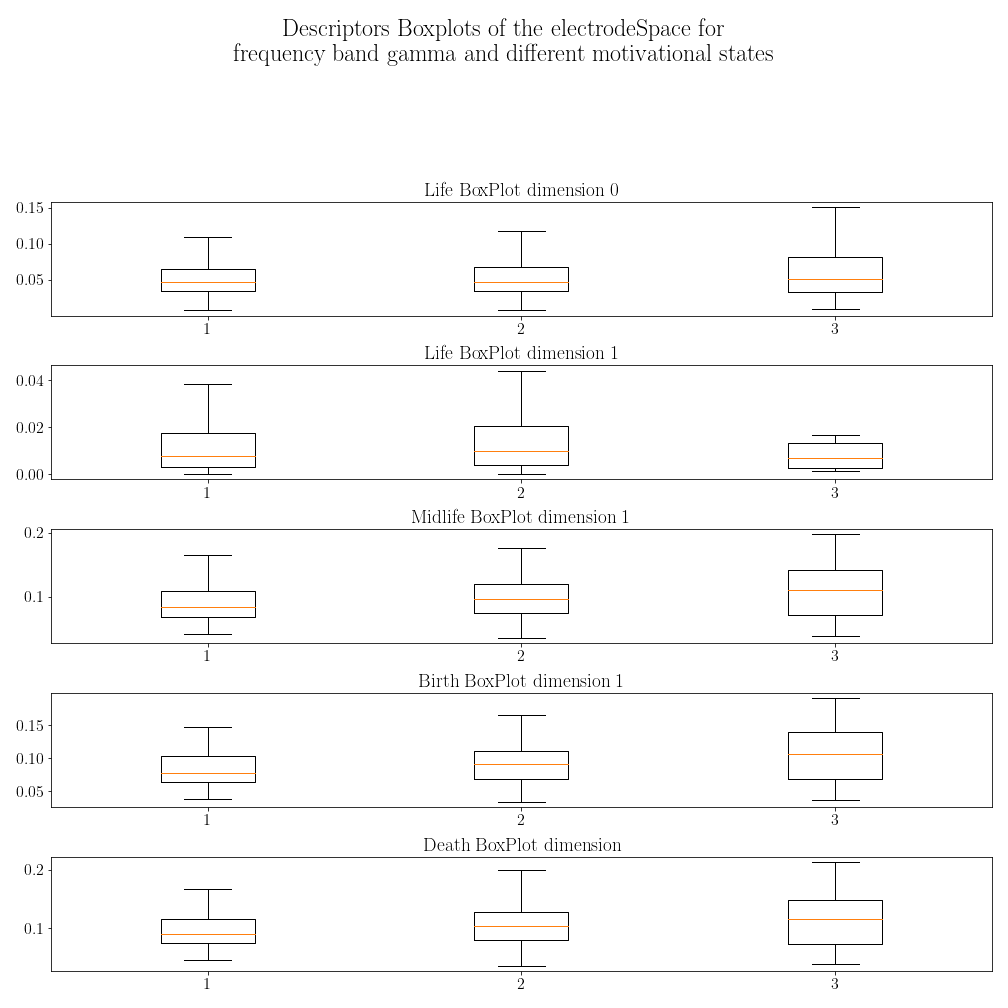 Descriptors Boxplots of the electrodeSpace for
frequency band gamma and different motivational states
Life BoxPlot dimension 0
0.15
0.10
0.05
1 2 3
Life BoxPlot dimension 1
0.04
0.02
0.00
1 2 3
Midlife BoxPlot dimension 1
0.2
0.1
1 2 3
Birth BoxPlot dimension 1
0.15
0.10
0.05
1 2 3
Death BoxPlot dimension
0.2
0.1
1 2 3